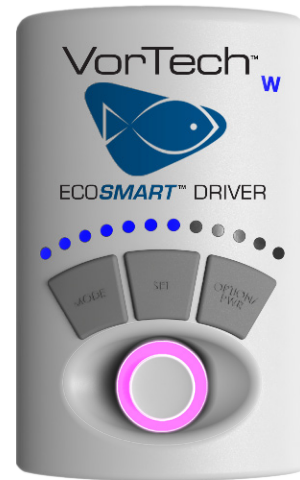 VorTech™
W
ECOSMART™ DRIVER
MODE
SET
OPTION/
PWR